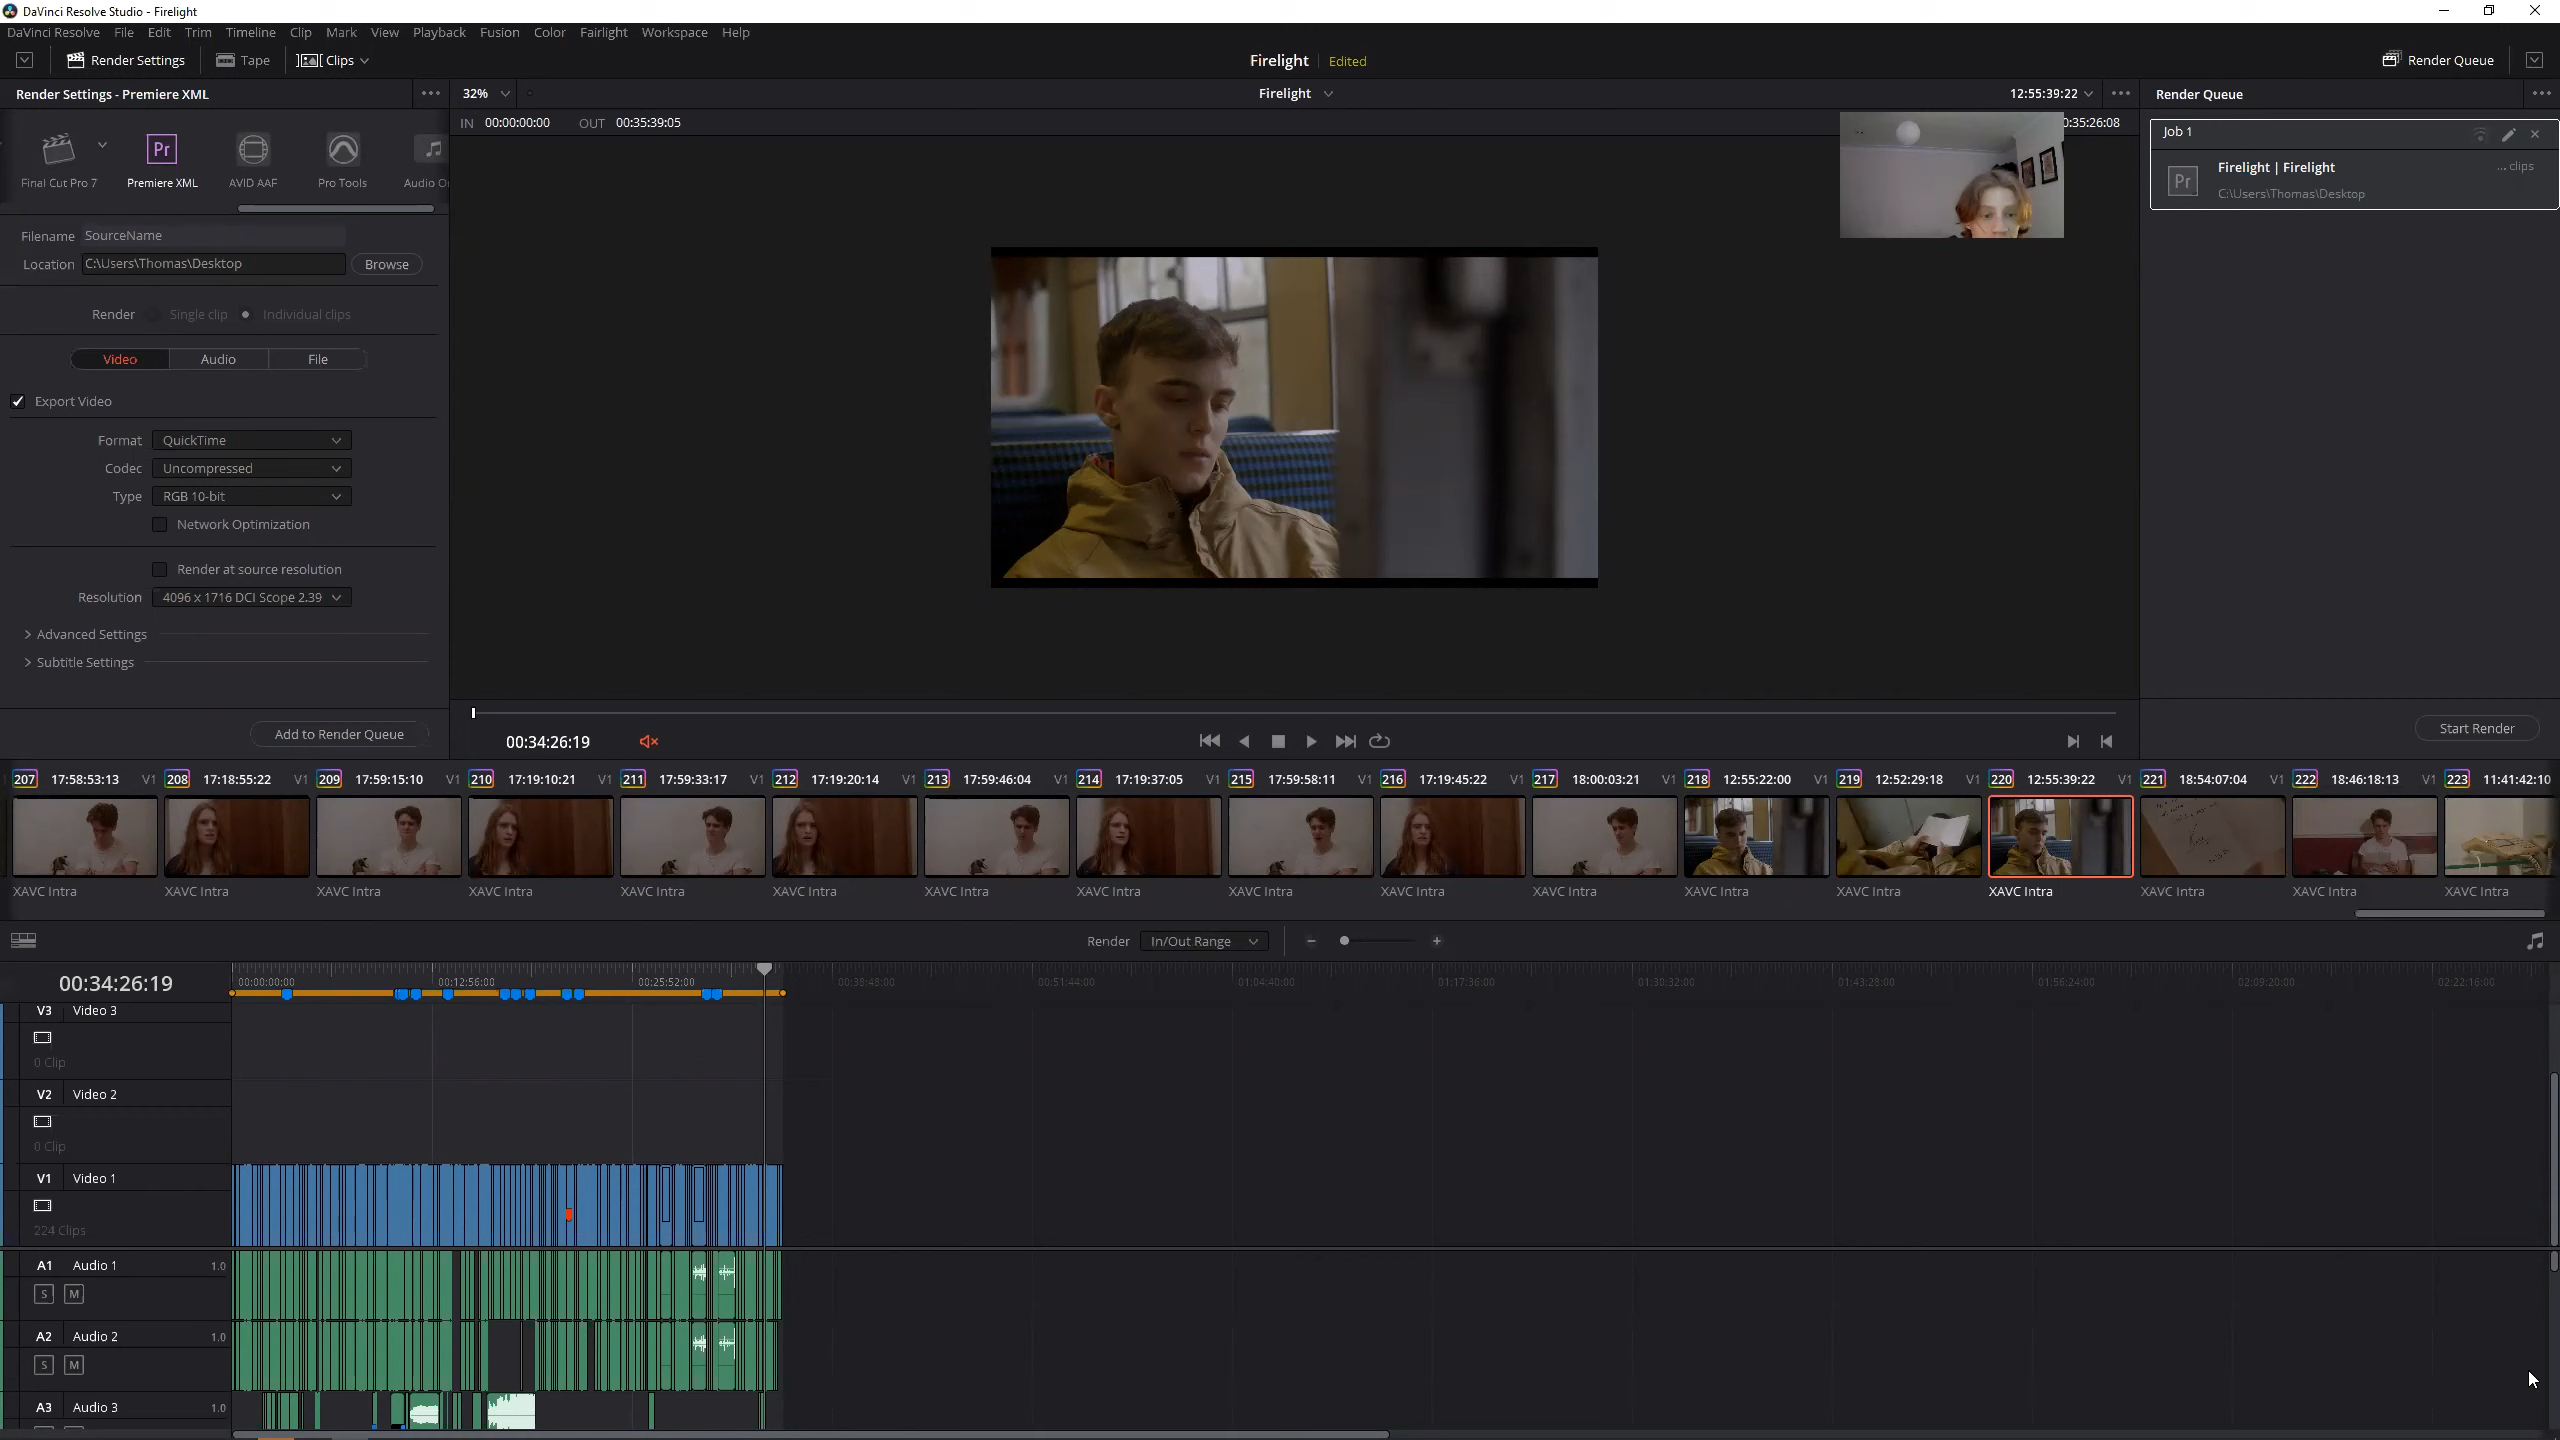 DaVinci Resolve Studio - Firelight
DaVinci Resolve File Edit Trim Timeline Clip Mark View Playback Fusion Color Fairlight Workspace Help
Render Settings Tape Clips Firelight Edited Render Queue
Render Settings - Premiere XML
32% Firelight 12:55:39:22
Render Queue
IN 00:00:00:00 OUT 00:35:39:05
0:35:26:08
Pr Pr
Final Cut Pro 7 Premiere XML AVID AAF Pro Tools Audio O
Job 1
Firelight | Firelight ... clips
C:\Users\Thomas\Desktop
Filename SourceName
Location C:\Users\Thomas\Desktop Browse
Render Single clip Individual clips
Video Audio File
Export Video
Format QuickTime
Codec Uncompressed
Type RGB 10-bit
Network Optimization
Render at source resolution
Resolution 4096 x 1716 DCI Scope 2.39
Advanced Settings
Subtitle Settings
Add to Render Queue
00:34:26:19
Start Render
207 17:58:53:13 V1 208 17:18:55:22 V1 209 17:59:15:10 V1 210 17:19:10:21 V1 211 17:59:33:17 V1 212 17:19:20:14 V1 213 17:59:46:04 V1 214 17:19:37:05 V1 215 17:59:58:11 V1 216 17:19:45:22 V1 217 18:00:03:21 V1 218 12:55:22:00 V1 219 12:52:29:18 V1 220 12:55:39:22 V1 221 18:54:07:04 V1 222 18:46:18:13 V1 223 11:41:42:10
XAVC Intra XAVC Intra XAVC Intra XAVC Intra XAVC Intra XAVC Intra XAVC Intra XAVC Intra XAVC Intra XAVC Intra XAVC Intra XAVC Intra XAVC Intra XAVC Intra XAVC Intra XAVC Intra XAVC Intra
Render In/Out Range
00:34:26:19
00:00:00:00 00:12:56:00 00:25:52:00 00:38:48:00 00:51:44:00 01:04:40:00 01:17:36:00 01:30:32:00 01:43:28:00 01:56:24:00 02:09:20:00 02:22:16:00
V3 Video 3
0 Clip
V2 Video 2
0 Clip
V1 Video 1
224 Clips
A1 Audio 1 1.0
S M
A2 Audio 2 1.0
S M
A3 Audio 3 1.0